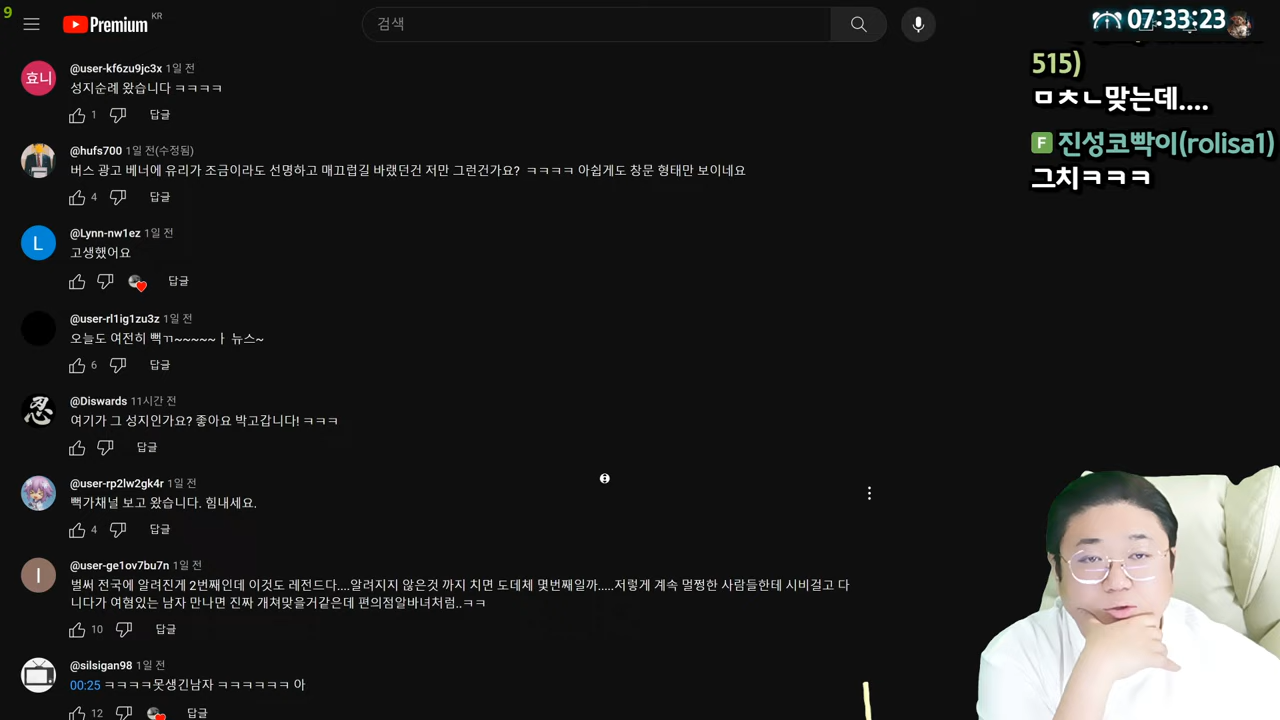 9
Premium KR
검색
07:33:23
515)
ㅁㅊㄴ맞는데....
F 진성코빡이(rolisa1)
그치ㅋㅋㅋ
효니
@user-kf6zu9jc3x 1일 전
성지순례 왔습니다 ㅋㅋㅋㅋ
1 답글
@hufs700 1일 전(수정됨)
버스 광고 베너에 유리가 조금이라도 선명하고 매끄럽길 바랬던건 저만 그런건가요? ㅋㅋㅋㅋ 아쉽게도 창문 형태만 보이네요
4 답글
L
@Lynn-nw1ez 1일 전
고생했어요
답글
@user-rl1ig1zu3z 1일 전
오늘도 여전히 뻑ㄲ~~~~~ㅏ 뉴스~
6 답글
忍
@Diswards 11시간 전
여기가 그 성지인가요? 좋아요 박고갑니다! ㅋㅋㅋ
답글
@user-rp2lw2gk4r 1일 전
뻑가채널 보고 왔습니다. 힘내세요.
4 답글
I
@user-ge1ov7bu7n 1일 전
벌써 전국에 알려진게 2번째인데 이것도 레전드다....알려지지 않은것 까지 치면 도데체 몇번째일까.....저렇게 계속 멀쩡한 사람들한테 시비걸고 다
니다가 여혐있는 남자 만나면 진짜 개쳐맞을거같은데 편의점알바녀처럼..ㅋㅋ
10 답글
@silsigan98 1일 전
00:25 ㅋㅋㅋㅋ못생긴남자 ㅋㅋㅋㅋㅋㅋ 아
12 답글